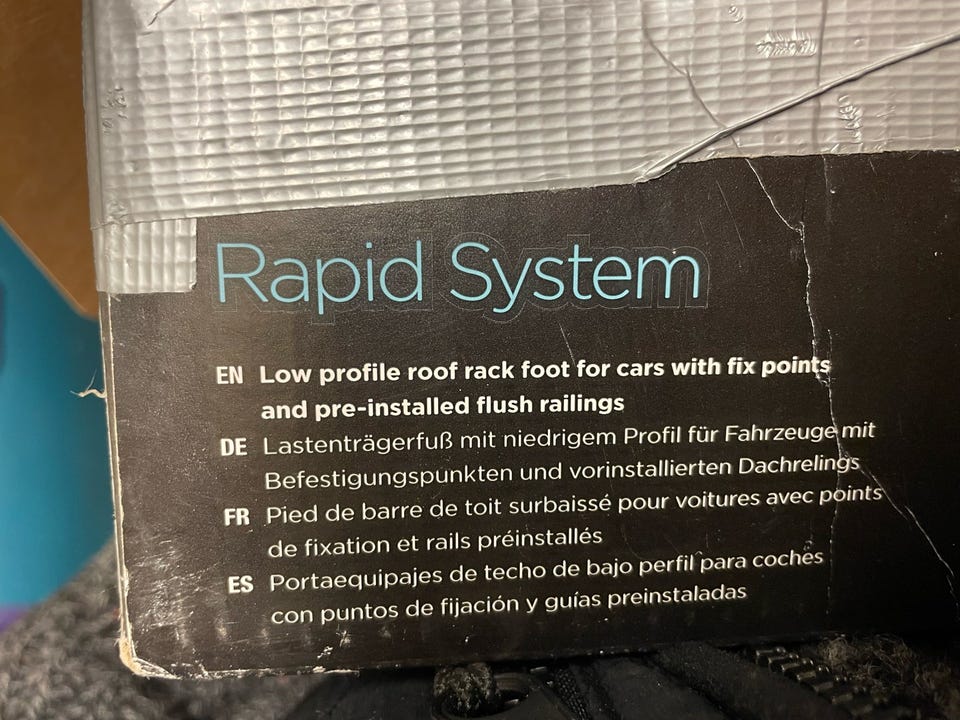 Rapid System
EN Low profile roof rack foot for cars with fix points
and pre-installed flush railings
DE Lastenträgerfuß mit niedrigem Profil für Fahrzeuge mit
Befestigungspunkten und vorinstallierten Dachrelings
FR Pied de barre de toit surbaissé pour voitures avec points
de fixation et rails préinstallés
ES Portaequipajes de techo de bajo perfil para coches
con puntos de fijación y guías preinstaladas